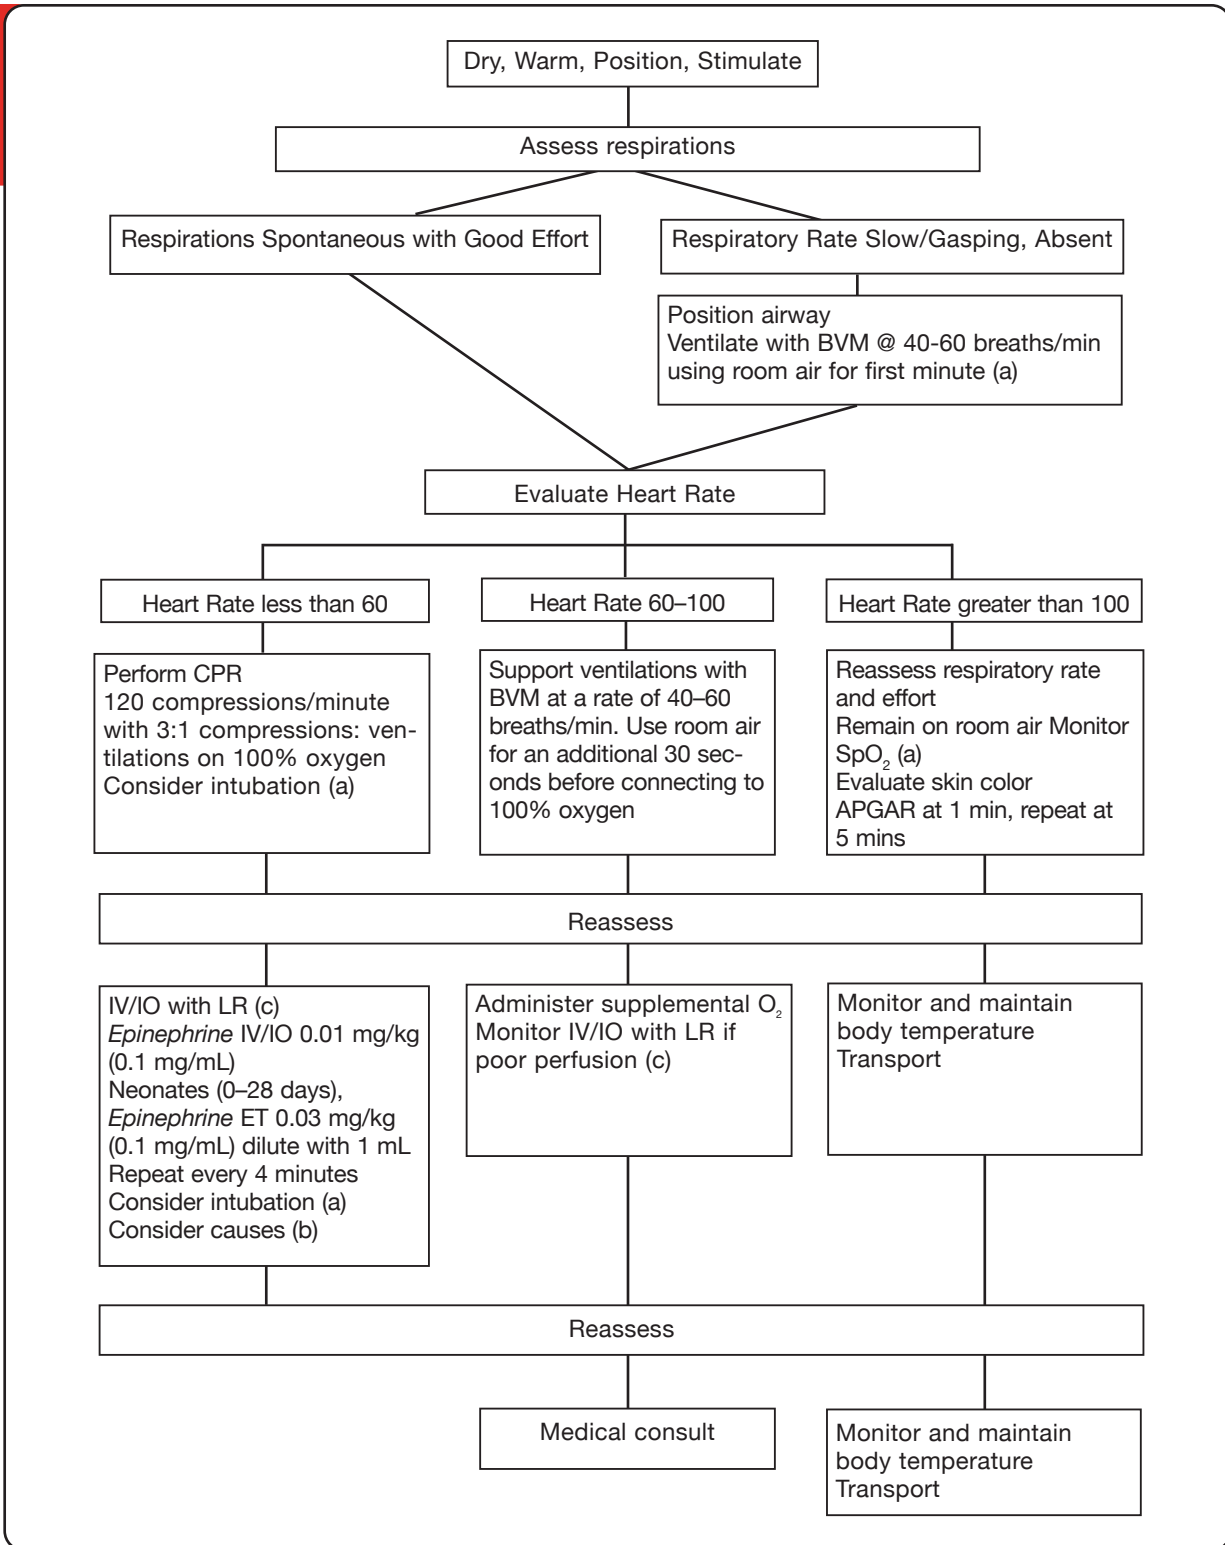 Dry, Warm, Position, Stimulate
Assess respirations
Respirations Spontaneous with Good Effort
Respiratory Rate Slow/Gasping, Absent
Position airway
Ventilate with BVM @ 40-60 breaths/min
using room air for first minute (a)
Evaluate Heart Rate
Heart Rate less than 60
Heart Rate 60–100
Heart Rate greater than 100
Perform CPR
120 compressions/minute
with 3:1 compressions: ven-
tilations on 100% oxygen
Consider intubation (a)
Support ventilations with
BVM at a rate of 40–60
breaths/min. Use room air
for an additional 30 sec-
onds before connecting to
100% oxygen
Reassess respiratory rate
and effort
Remain on room air Monitor
SpO₂ (a)
Evaluate skin color
APGAR at 1 min, repeat at
5 mins
Reassess
IV/IO with LR (c)
Epinephrine IV/IO 0.01 mg/kg
(0.1 mg/mL)
Neonates (0–28 days),
Epinephrine ET 0.03 mg/kg
(0.1 mg/mL) dilute with 1 mL
Repeat every 4 minutes
Consider intubation (a)
Consider causes (b)
Administer supplemental O₂
Monitor IV/IO with LR if
poor perfusion (c)
Monitor and maintain
body temperature
Transport
Reassess
Medical consult
Monitor and maintain
body temperature
Transport